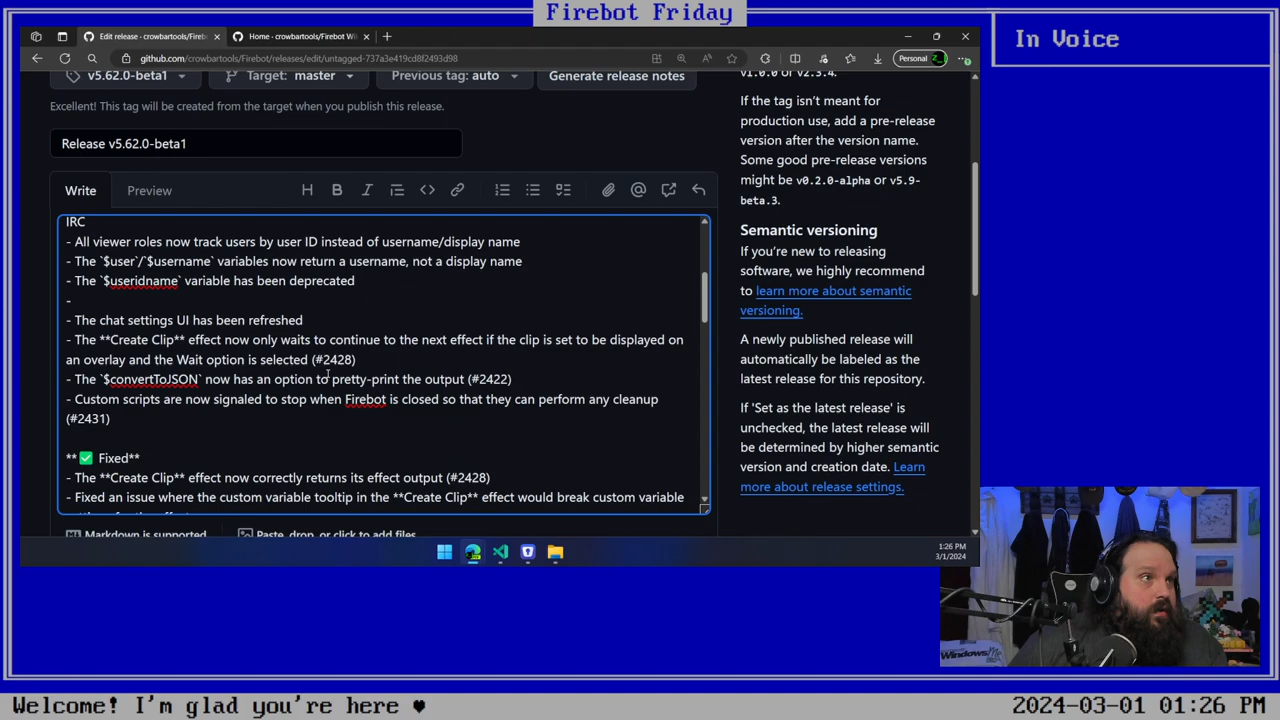 Firebot Friday
In Voice
Edit release - crowbartools/Firebo
Home - crowbartools/Firebot Wi
github.com/crowbartools/Firebot/releases/edit/untagged-737a3e419cd8f2493d98
Personal
v5.62.0-beta1
Target: master
Previous tag: auto
Generate release notes
Excellent! This tag will be created from the target when you publish this release.
Release v5.62.0-beta1
Write
Preview
IRC
- All viewer roles now track users by user ID instead of username/display name
- The `$user`/`$username` variables now return a username, not a display name
- The `$useridname` variable has been deprecated
-
- The chat settings UI has been refreshed
- The **Create Clip** effect now only waits to continue to the next effect if the clip is set to be displayed on
an overlay and the Wait option is selected (#2428)
- The `$convertToJSON` now has an option to pretty-print the output (#2422)
- Custom scripts are now signaled to stop when Firebot is closed so that they can perform any cleanup
(#2431)
**✅ Fixed**
- The **Create Clip** effect now correctly returns its effect output (#2428)
- Fixed an issue where the custom variable tooltip in the **Create Clip** effect would break custom variable
Markdown is supported
Paste, drop, or click to add files
v1.0.0 or v2.3.4.
If the tag isn't meant for
production use, add a pre-release
version after the version name.
Some good pre-release versions
might be v0.2.0-alpha or v5.9-
beta.3.
Semantic versioning
If you're new to releasing
software, we highly recommend
to learn more about semantic
versioning.
A newly published release will
automatically be labeled as the
latest release for this repository.
If 'Set as the latest release' is
unchecked, the latest release will
be determined by higher semantic
version and creation date. Learn
more about release settings.
1:26 PM
3/1/2024
Welcome! I'm glad you're here ♥
2024-03-01 01:26 PM